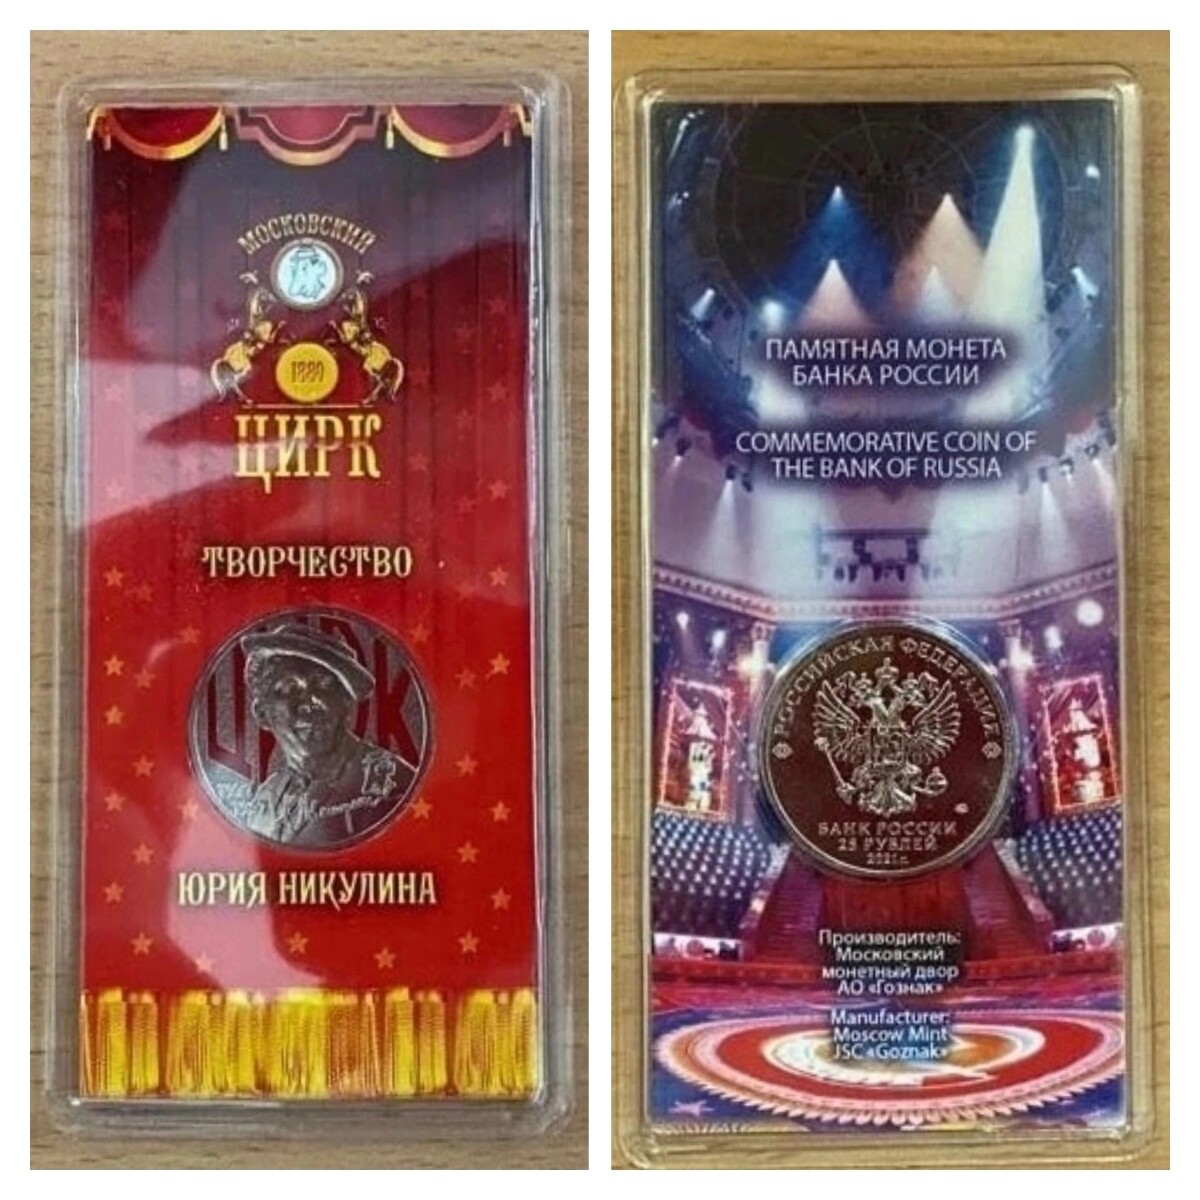 МОСКОВСКИЙ
1880
ЦИРК
ТВОРЧЕСТВО
ЦИРК
ЮРИЯ НИКУЛИНА
ПАМЯТНАЯ МОНЕТА
БАНКА РОССИИ
COMMEMORATIVE COIN OF
THE BANK OF RUSSIA
РОССИЙСКАЯ ФЕДЕРАЦИЯ
БАНК РОССИИ
25 РУБЛЕЙ
2021 г.
Производитель:
Московский
монетный двор
АО «Гознак»
Manufacturer:
Moscow Mint
JSC «Goznak»